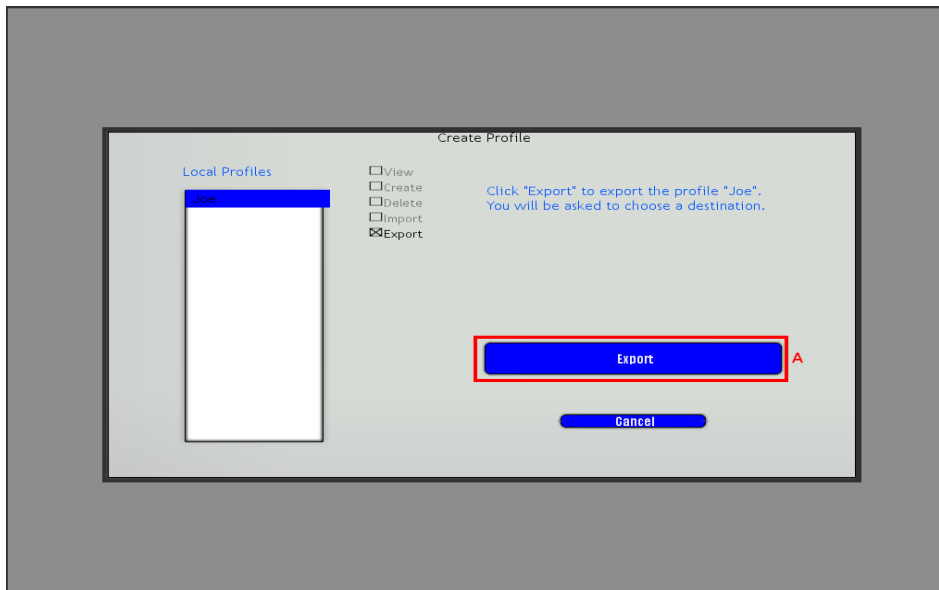 Create Profile
Local Profiles
Joe
View
Create
Delete
Import
Export
Click "Export" to export the profile "Joe".
You will be asked to choose a destination.
Export
A
Cancel